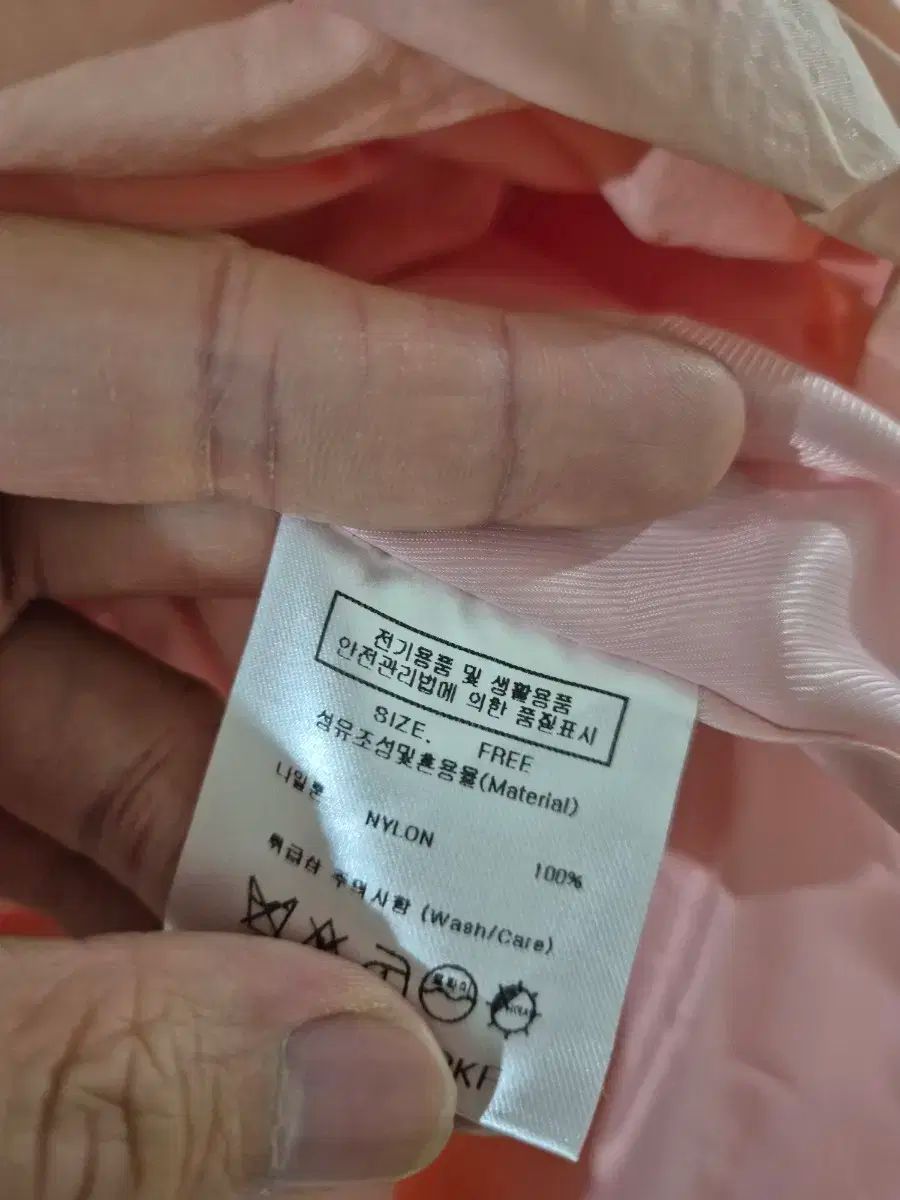 전기용품 및 생활용품
안전관리법에 의한 품질표시
SIZE. FREE
섬유조성및혼용율(Material)
나일론 NYLON 100%
취급상 주의사항 (Wash/Care)